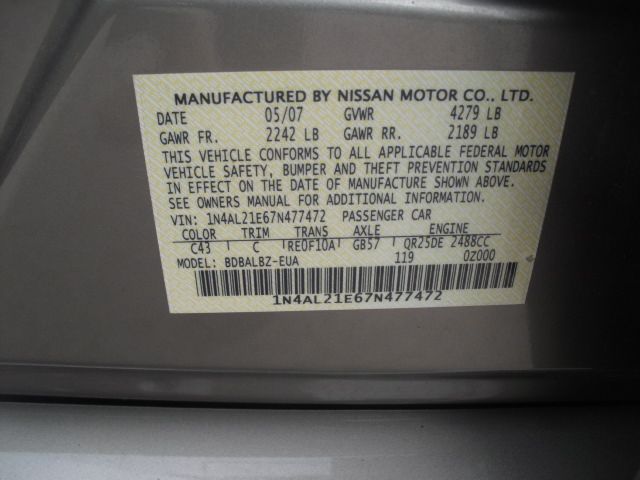 MANUFACTURED BY NISSAN MOTOR CO., LTD.
DATE 05/07 GVWR 4279 LB
GAWR FR. 2242 LB GAWR RR. 2189 LB
THIS VEHICLE CONFORMS TO ALL APPLICABLE FEDERAL MOTOR
VEHICLE SAFETY, BUMPER AND THEFT PREVENTION STANDARDS
IN EFFECT ON THE DATE OF MANUFACTURE SHOWN ABOVE.
SEE OWNERS MANUAL FOR ADDITIONAL INFORMATION.
VIN: 1N4AL21E67N477472 PASSENGER CAR
COLOR TRIM TRANS AXLE ENGINE
C43 C RE0F10A GB57 QR25DE 2488CC
MODEL: BDBALBZ-EUA 119 0Z000
1N4AL21E67N477472